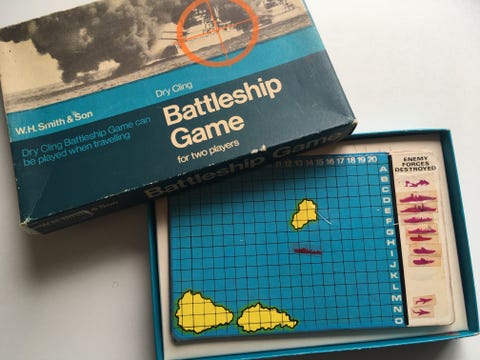 W.H. Smith & Son
Dry Cling Battleship Game can
be played when travelling
Dry Cling
Battleship
Game
for two players
Battleship Game
12 13 14 15 16 17 18 19 20
ENEMY
FORCES
DESTROYED
A
B
C
D
E
F
G
H
I
J
K
L
M
N
O